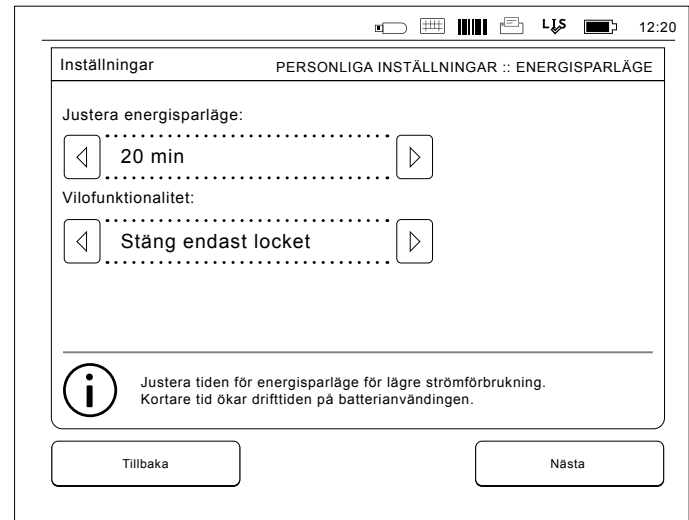 LIS 12:20
Inställningar PERSONLIGA INSTÄLLNINGAR :: ENERGISPARLÄGE
Justera energisparläge:
20 min
Vilofunktionalitet:
Stäng endast locket
Justera tiden för energisparläge för lägre strömförbrukning.
Kortare tid ökar drifttiden på batterianvändingen.
Tillbaka Nästa